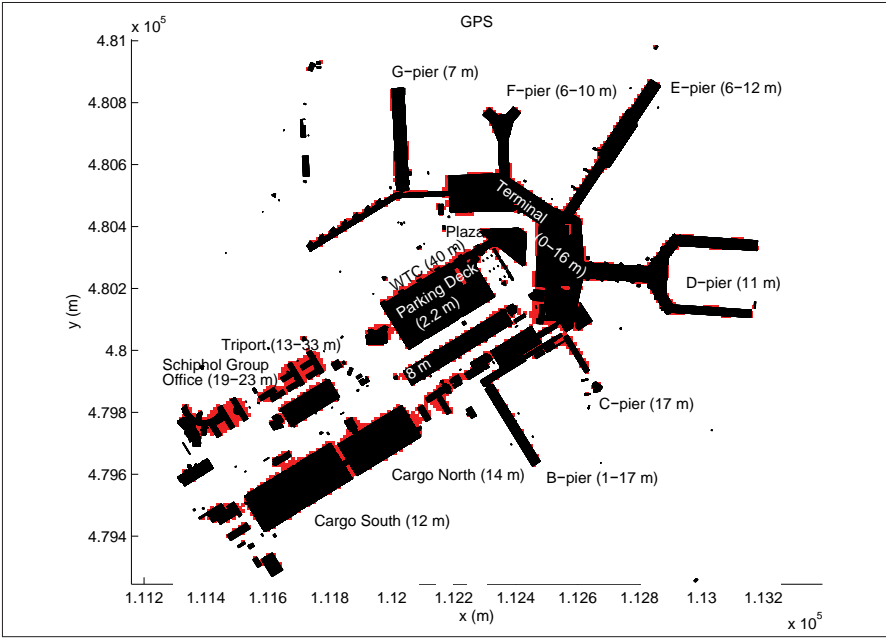 GPS
x 10⁵
4.81
4.808
4.806
4.804
4.802
4.8
4.798
4.796
4.794
y (m)
G−pier (7 m)
F−pier (6−10 m)
E−pier (6−12 m)
Terminal
(0−16 m)
Plaza
WTC (40 m)
Parking Deck
(2.2 m)
D−pier (11 m)
Triport (13−33 m)
8 m
Schiphol Group
Office (19−23 m)
C−pier (17 m)
Cargo North (14 m)
B−pier (1−17 m)
Cargo South (12 m)
1.112
1.114
1.116
1.118
1.12
1.122
1.124
1.126
1.128
1.13
1.132
x (m)
x 10⁵